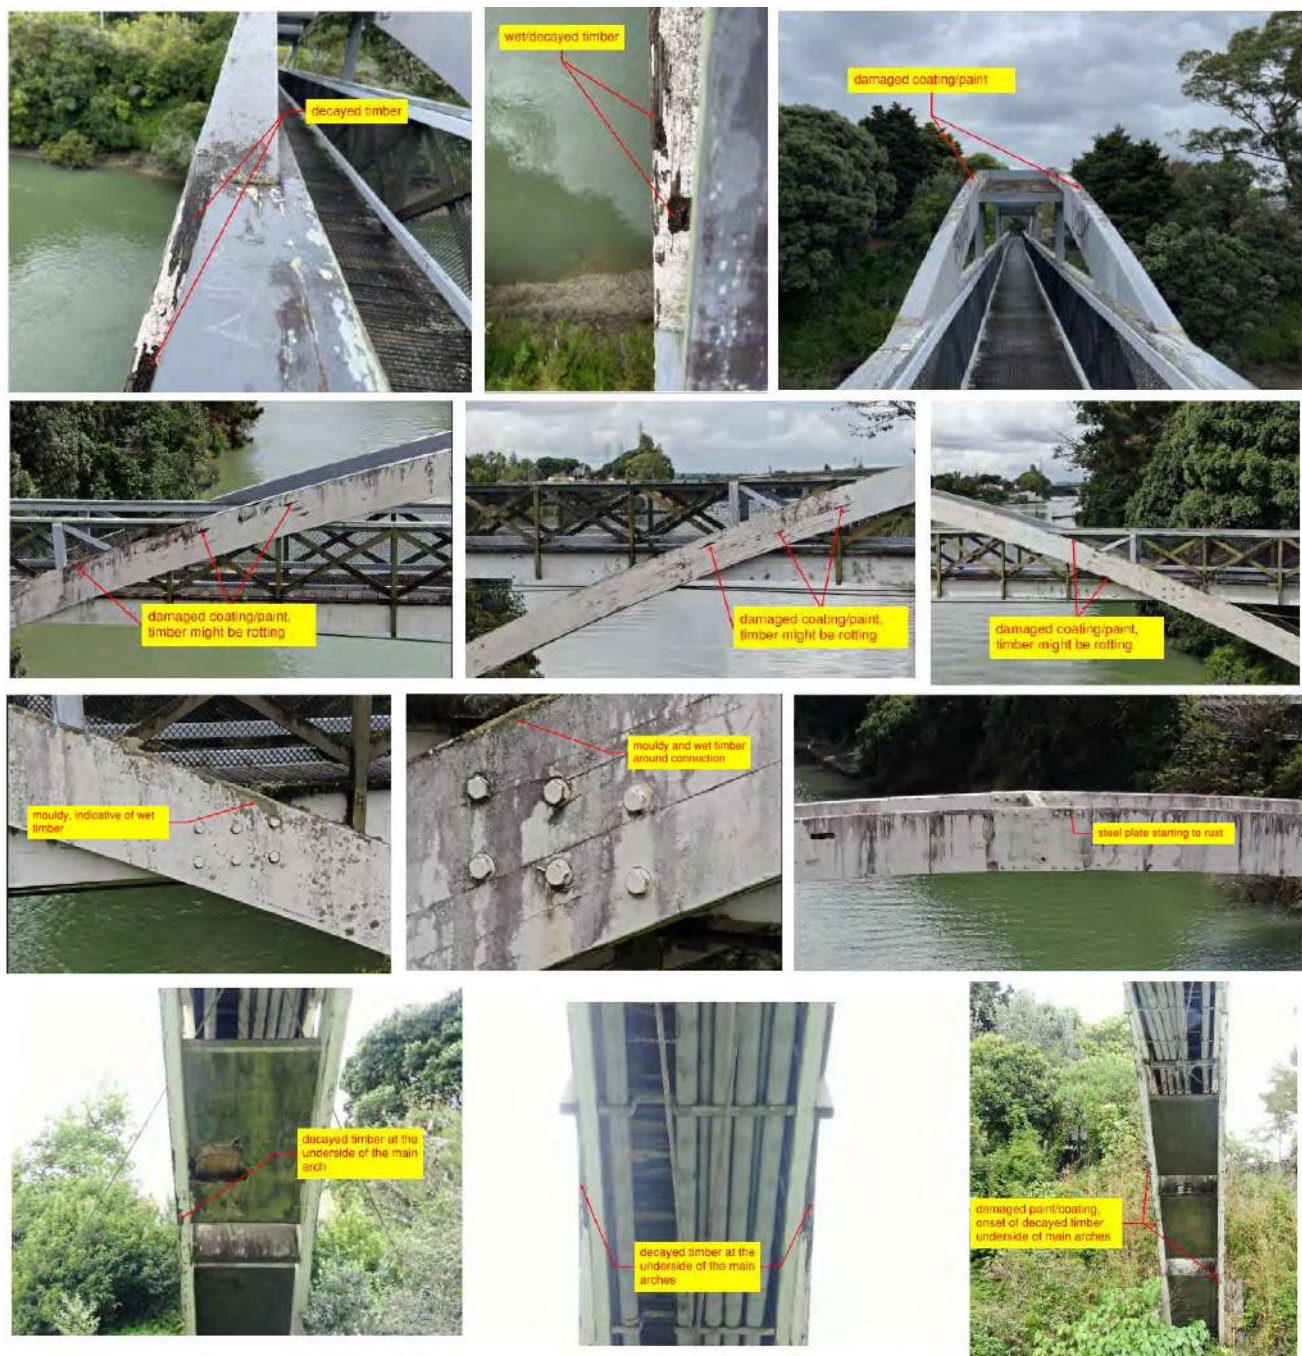 decayed timber
wet/decayed timber
damaged coating/paint
damaged coating/paint,
timber might be rotting
damaged coating/paint,
timber might be rotting
damaged coating/paint,
timber might be rotting
mouldy, indicative of wet
timber
mouldy and wet timber
around connection
steel plate starting to rust
decayed timber at the
underside of the main
arch
decayed timber at the
underside of the main
arches
damaged paint/coating,
onset of decayed timber
underside of main arches